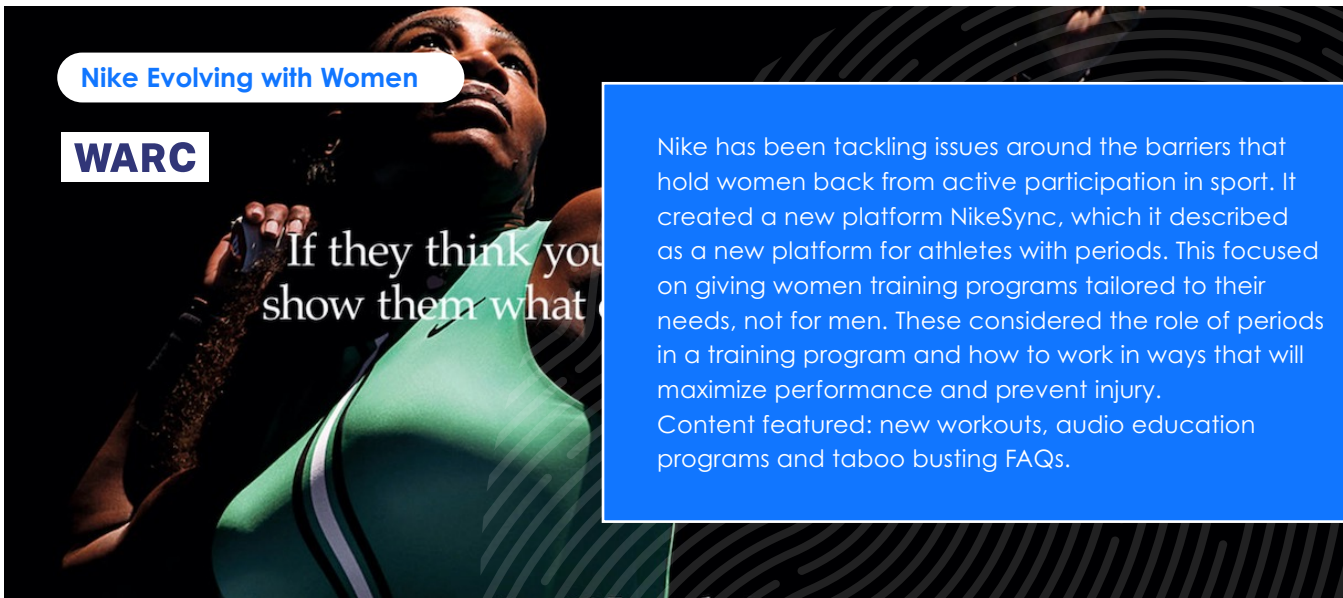 Nike Evolving with Women
WARC
If they think you
show them what
Nike has been tackling issues around the barriers that
hold women back from active participation in sport. It
created a new platform NikeSync, which it described
as a new platform for athletes with periods. This focused
on giving women training programs tailored to their
needs, not for men. These considered the role of periods
in a training program and how to work in ways that will
maximize performance and prevent injury.
Content featured: new workouts, audio education
programs and taboo busting FAQs.